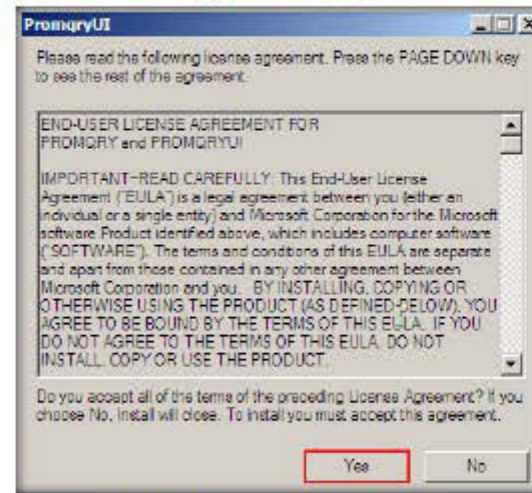 PromqryUI
Please read the following license agreement. Press the PAGE DOWN key
to see the rest of the agreement.
END-USER LICENSE AGREEMENT FOR
PROMQRY and PROMQRYUI
IMPORTANT-READ CAREFULLY: This End-User License
Agreement ("EULA") is a legal agreement between you (either an
individual or a single entity) and Microsoft Corporation for the Microsoft
software Product identified above, which includes computer software
("SOFTWARE"). The terms and conditions of this EULA are separate
and apart from those contained in any other agreement between
Microsoft Corporation and you. BY INSTALLING, COPYING OR
OTHERWISE USING THE PRODUCT (AS DEFINED BELOW), YOU
AGREE TO BE BOUND BY THE TERMS OF THIS EULA. IF YOU
DO NOT AGREE TO THE TERMS OF THIS EULA, DO NOT
INSTALL, COPY OR USE THE PRODUCT.
Do you accept all of the terms of the preceding License Agreement? If you
choose No, Install will close. To install you must accept this agreement.
Yes
No